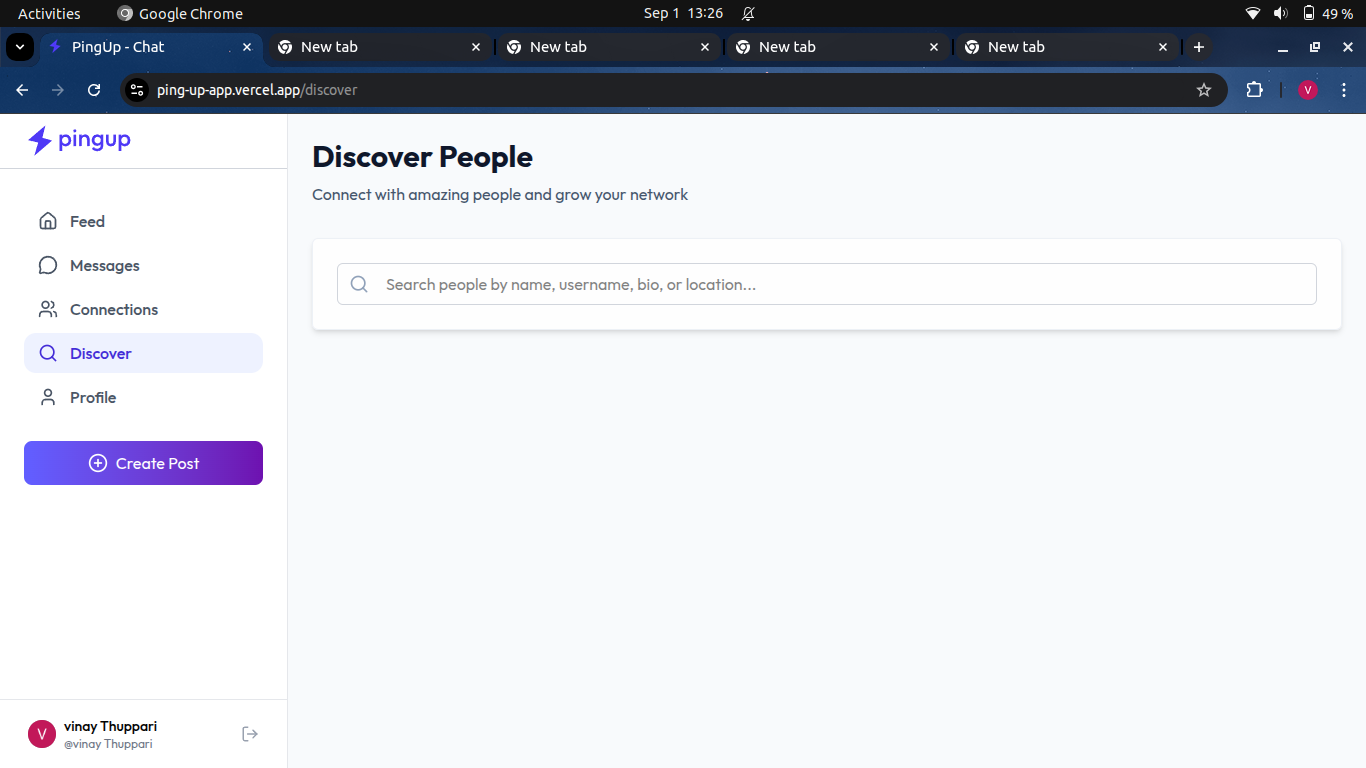 Activities Google Chrome Sep 1 13:26 49 %
PingUp - Chat New tab New tab New tab New tab
ping-up-app.vercel.app/discover V
pingup
Discover People
Connect with amazing people and grow your network
Search people by name, username, bio, or location...
Feed
Messages
Connections
Discover
Profile
Create Post
V vinay Thuppari
@vinay Thuppari